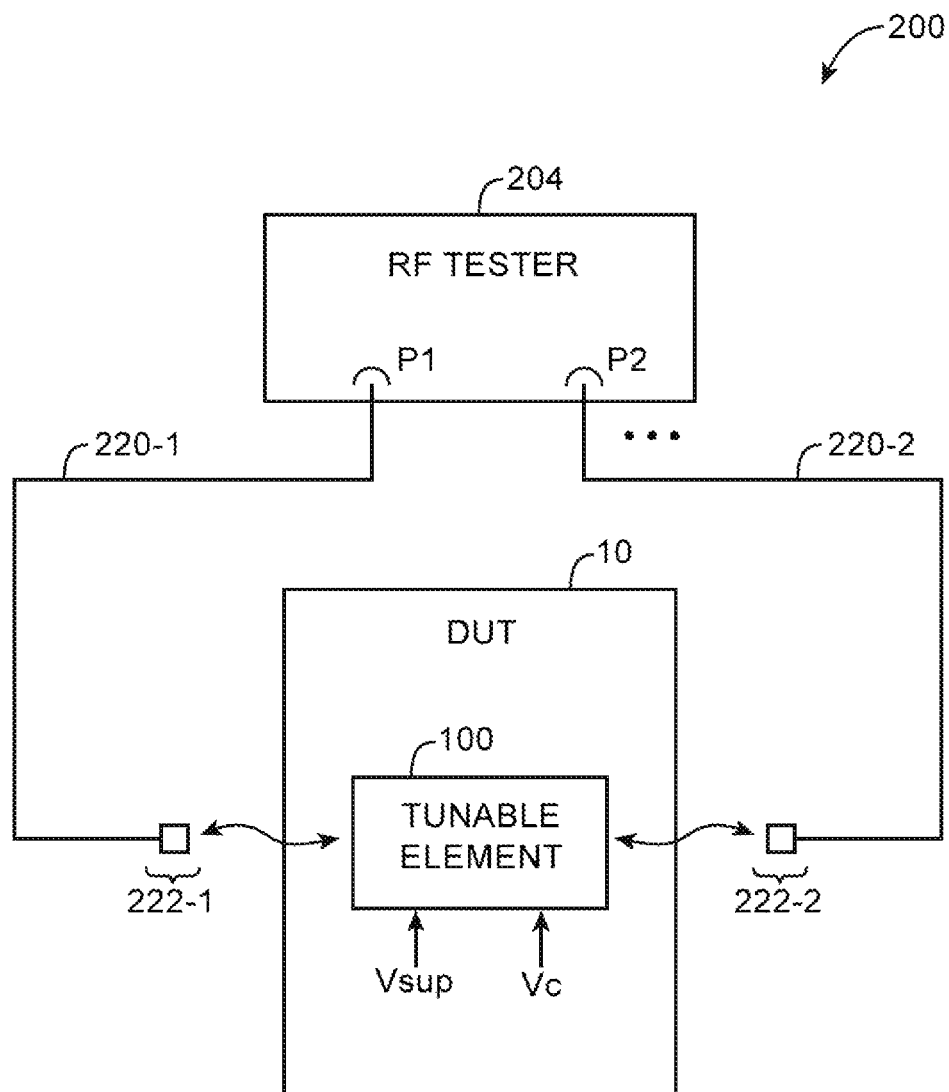 200
204
RF TESTER
P1
P2
220-1
220-2
10
DUT
100
TUNABLE
ELEMENT
222-1
222-2
Vsup
Vc